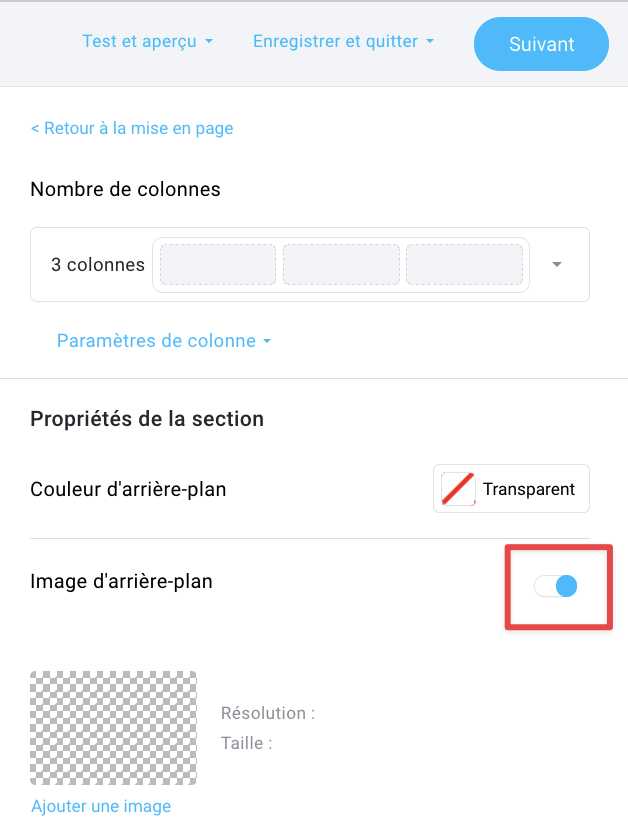 Test et aperçu
Enregistrer et quitter
Suivant
< Retour à la mise en page
Nombre de colonnes
3 colonnes
Paramètres de colonne
Propriétés de la section
Couleur d'arrière-plan
Transparent
Image d'arrière-plan
Résolution :
Taille :
Ajouter une image